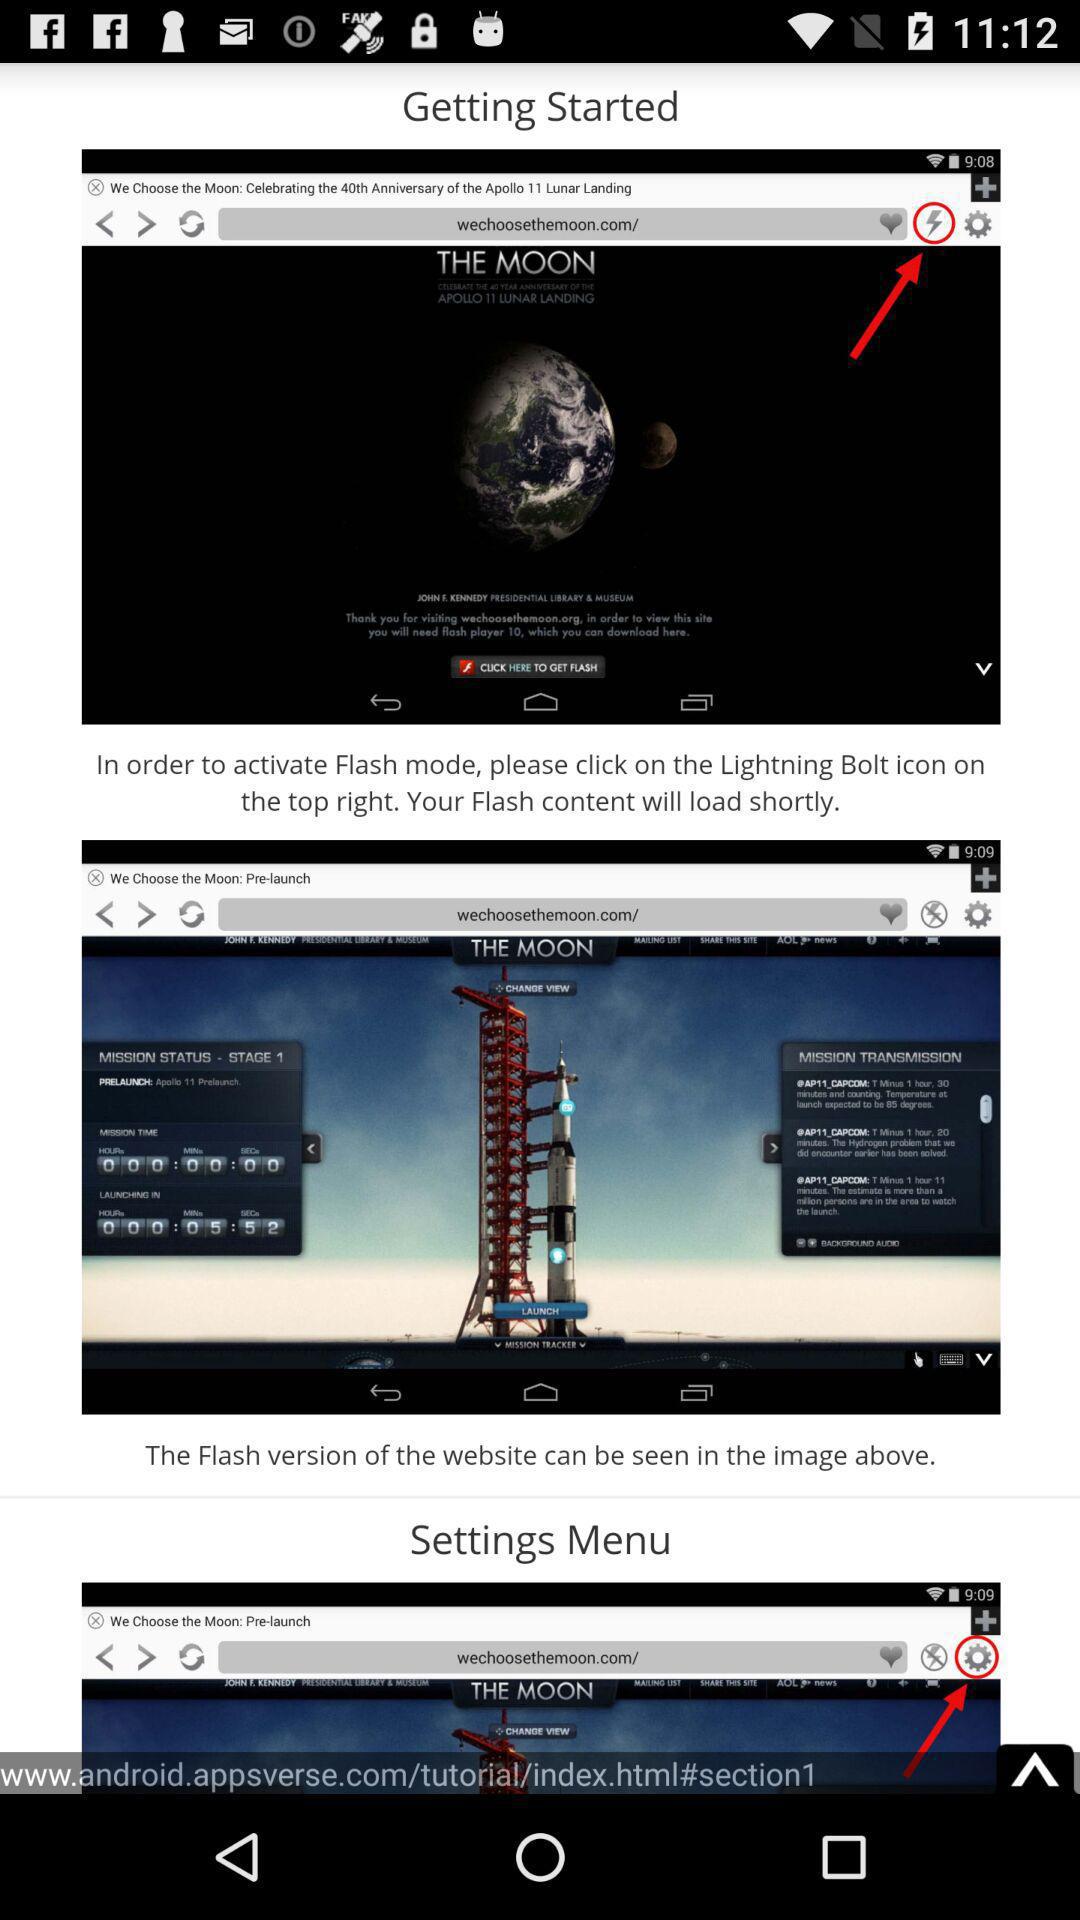 FAKE
11:12
Getting Started
9:08
We Choose the Moon: Celebrating the 40th Anniversary of the Apollo 11 Lunar Landing
wechoosethemoon.com/
THE MOON
CELEBRATE THE 40 YEAR ANNIVERSARY OF THE
APOLLO 11 LUNAR LANDING
JOHN F. KENNEDY PRESIDENTIAL LIBRARY & MUSEUM
Thank you for visiting wechoosethemoon.org, in order to view this site
you will need flash player 10, which you can download here.
CLICK HERE TO GET FLASH
In order to activate Flash mode, please click on the Lightning Bolt icon on
the top right. Your Flash content will load shortly.
9:09
We Choose the Moon: Pre-launch
wechoosethemoon.com/
JOHN F. KENNEDY PRESIDENTIAL LIBRARY & MUSEUM
THE MOON
MAILING LIST
SHARE THIS SITE
AOL news
CHANGE VIEW
MISSION STATUS - STAGE 1
PRELAUNCH: Apollo 11 Prelaunch.
MISSION TIME
HOURs MINs SECs
000:00:00
LAUNCHING IN
HOURs MINs SECs
000:05:52
MISSION TRANSMISSION
@AP11_CAPCOM: T Minus 1 hour, 30
minutes and counting. Temperature at
launch expected to be 85 degrees.
@AP11_CAPCOM: T Minus 1 hour, 20
minutes. The Hydrogen problem that we
did encounter earlier has been solved.
@AP11_CAPCOM: T Minus 1 hour 11
minutes. The estimate is more than a
million persons are in the area to watch
the launch.
BACKGROUND AUDIO
LAUNCH
MISSION TRACKER
The Flash version of the website can be seen in the image above.
Settings Menu
9:09
We Choose the Moon: Pre-launch
wechoosethemoon.com/
JOHN F. KENNEDY PRESIDENTIAL LIBRARY & MUSEUM
THE MOON
MAILING LIST
SHARE THIS SITE
AOL news
CHANGE VIEW
www.android.appsverse.com/tutorial/index.html#section1